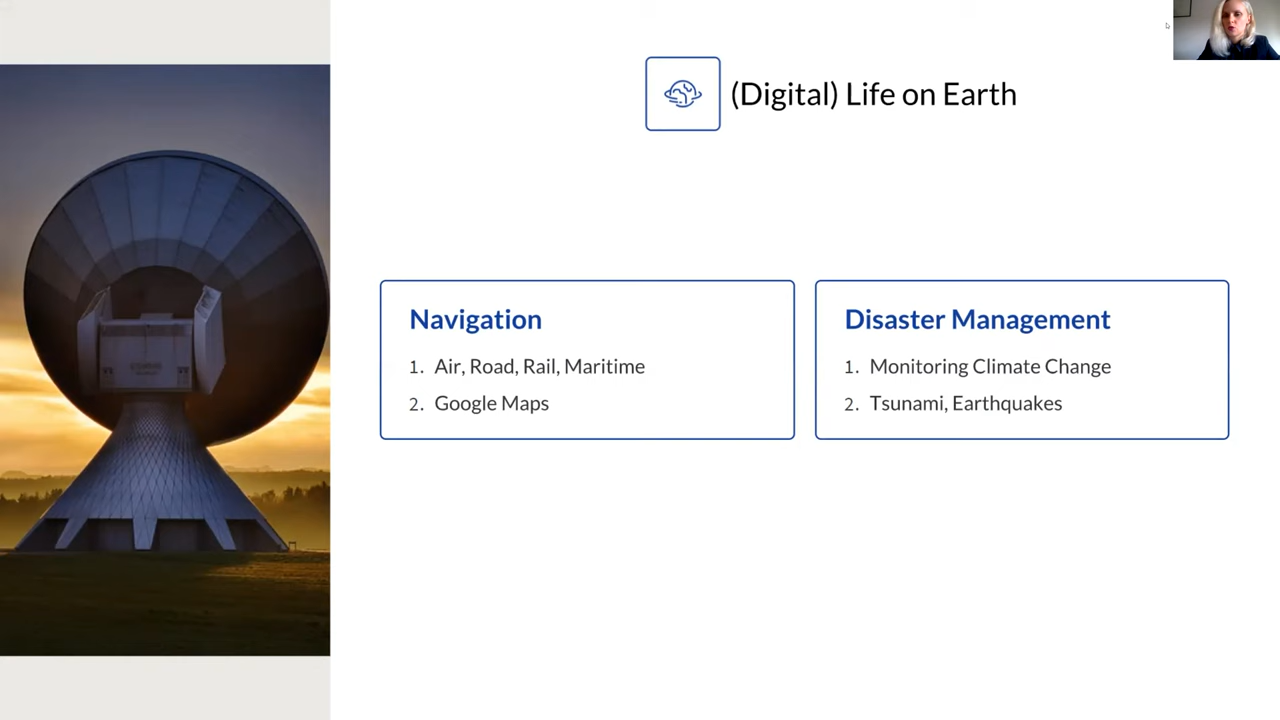 (Digital) Life on Earth
Navigation
1. Air, Road, Rail, Maritime
2. Google Maps
Disaster Management
1. Monitoring Climate Change
2. Tsunami, Earthquakes